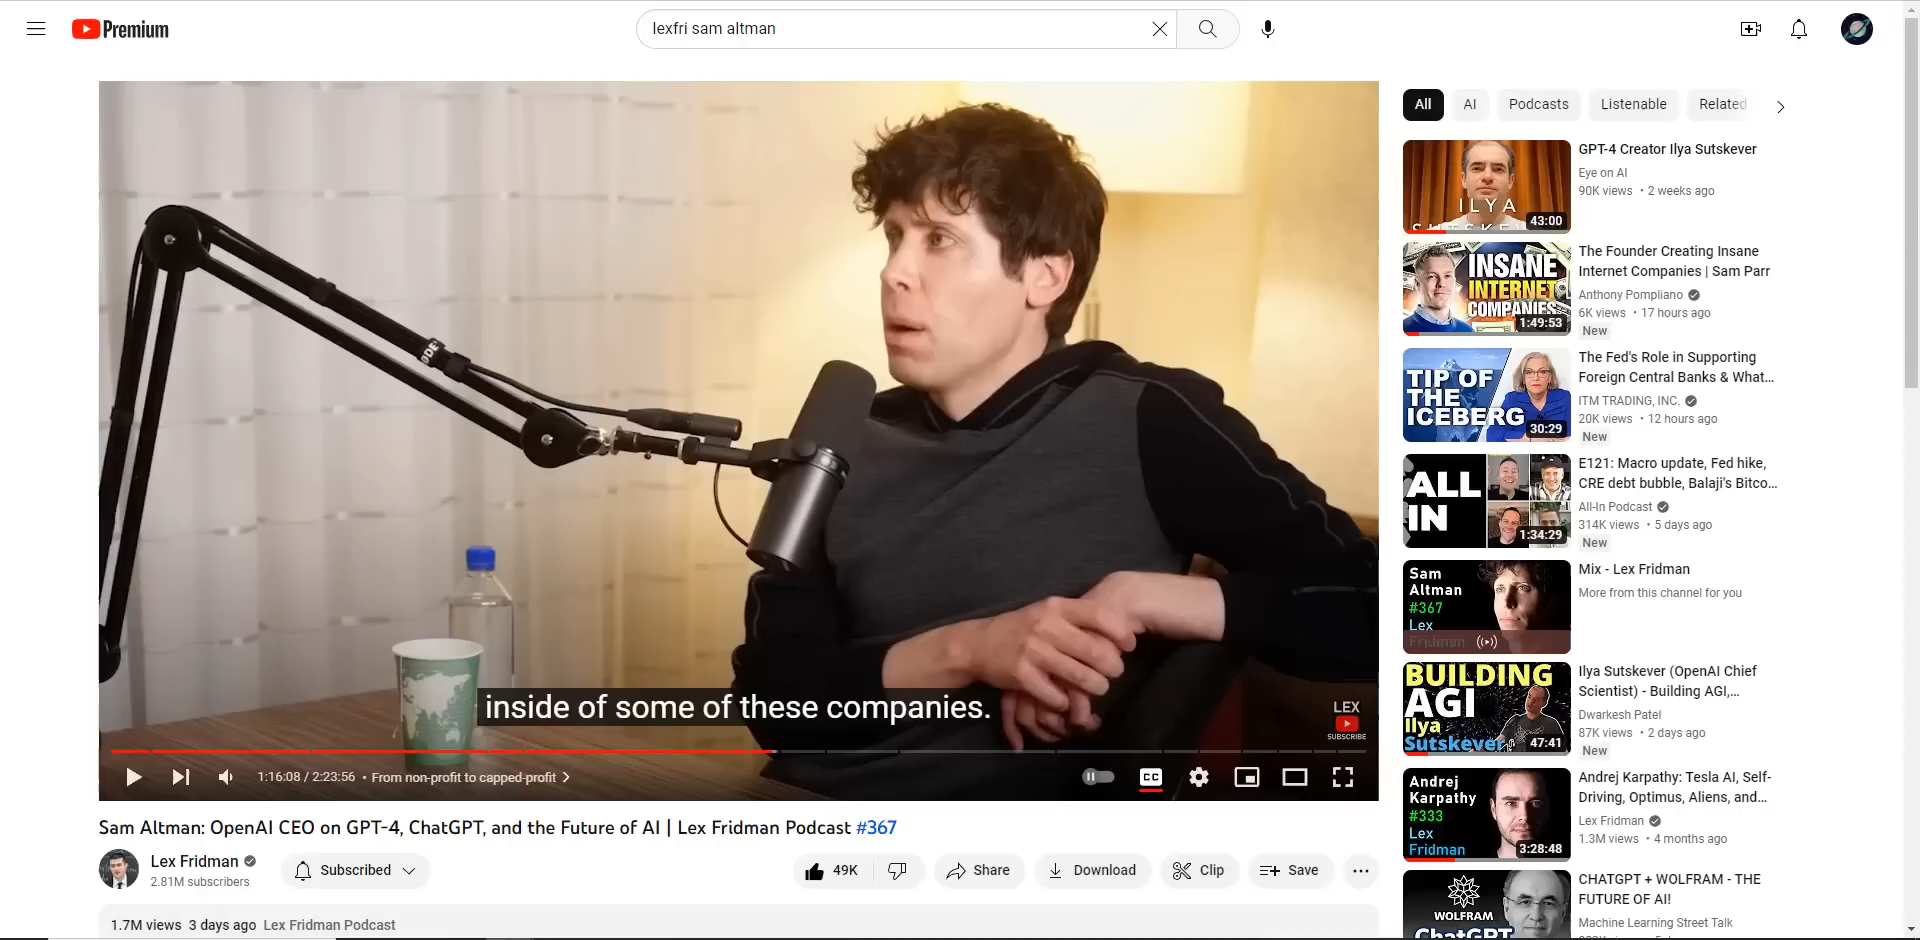 Premium
lexfri sam altman
ODE
inside of some of these companies.
LEX
SUBSCRIBE
1:16:08 / 2:23:56 • From non-profit to capped-profit
CC
Sam Altman: OpenAI CEO on GPT-4, ChatGPT, and the Future of AI | Lex Fridman Podcast #367
Lex Fridman
2.81M subscribers
Subscribed
49K
Share
Download
Clip
Save
1.7M views 3 days ago Lex Fridman Podcast
All
AI
Podcasts
Listenable
Related
ILYA
43:00
GPT-4 Creator Ilya Sutskever
Eye on AI
90K views • 2 weeks ago
INSANE
INTERNET
COMPANIES
1:49:53
The Founder Creating Insane
Internet Companies | Sam Parr
Anthony Pompliano
6K views • 17 hours ago
New
TIP OF
THE
ICEBERG
30:29
The Fed's Role in Supporting
Foreign Central Banks & What...
ITM TRADING, INC.
20K views • 12 hours ago
New
ALL
IN
1:34:29
E121: Macro update, Fed hike,
CRE debt bubble, Balaji's Bitco...
All-In Podcast
314K views • 5 days ago
New
Sam
Altman
#367
Lex
Fridman
Mix - Lex Fridman
More from this channel for you
BUILDING
AGI
Ilya
Sutskever
47:41
Ilya Sutskever (OpenAI Chief
Scientist) - Building AGI,...
Dwarkesh Patel
87K views • 2 days ago
New
Andrej
Karpathy
#333
Lex
Fridman
3:28:48
Andrej Karpathy: Tesla AI, Self-
Driving, Optimus, Aliens, and...
Lex Fridman
1.3M views • 4 months ago
WOLFRAM
ChatGPT
CHATGPT + WOLFRAM - THE
FUTURE OF AI!
Machine Learning Street Talk